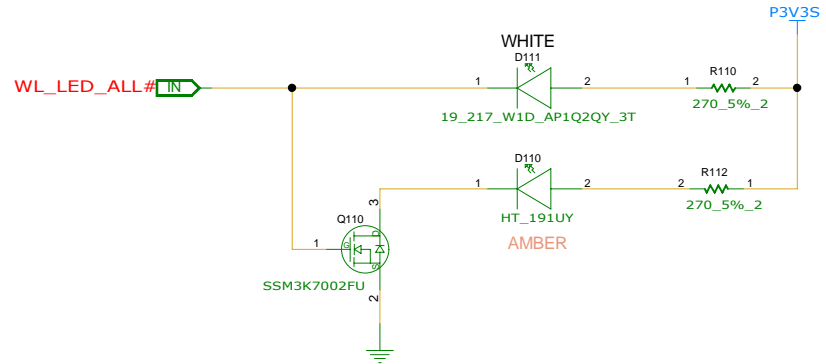 P3V3S
WHITE
D111
WL_LED_ALL#
IN
1
2
1
R110
2
19_217_W1D_AP1Q2QY_3T
270_5%_2
D110
1
2
2
R112
1
HT_191UY
270_5%_2
AMBER
3
Q110
D
1
G
S
SSM3K7002FU
2